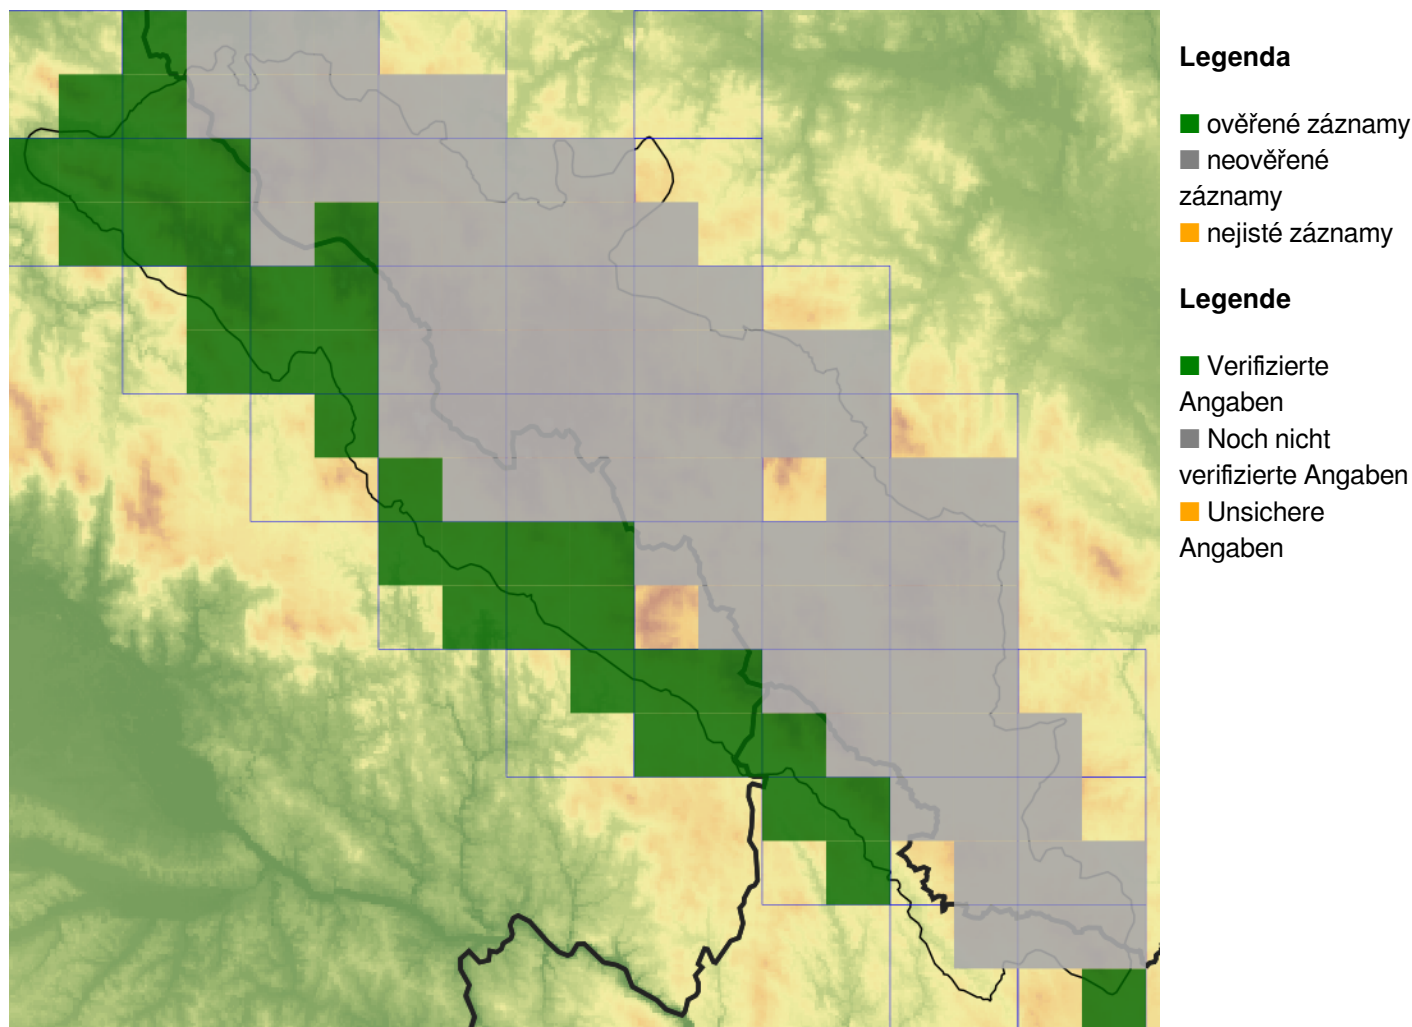 Legenda
ověřené záznamy
neověřené
záznamy
nejisté záznamy
Legende
Verifizierte
Angaben
Noch nicht
verifizierte Angaben
Unsichere
Angaben